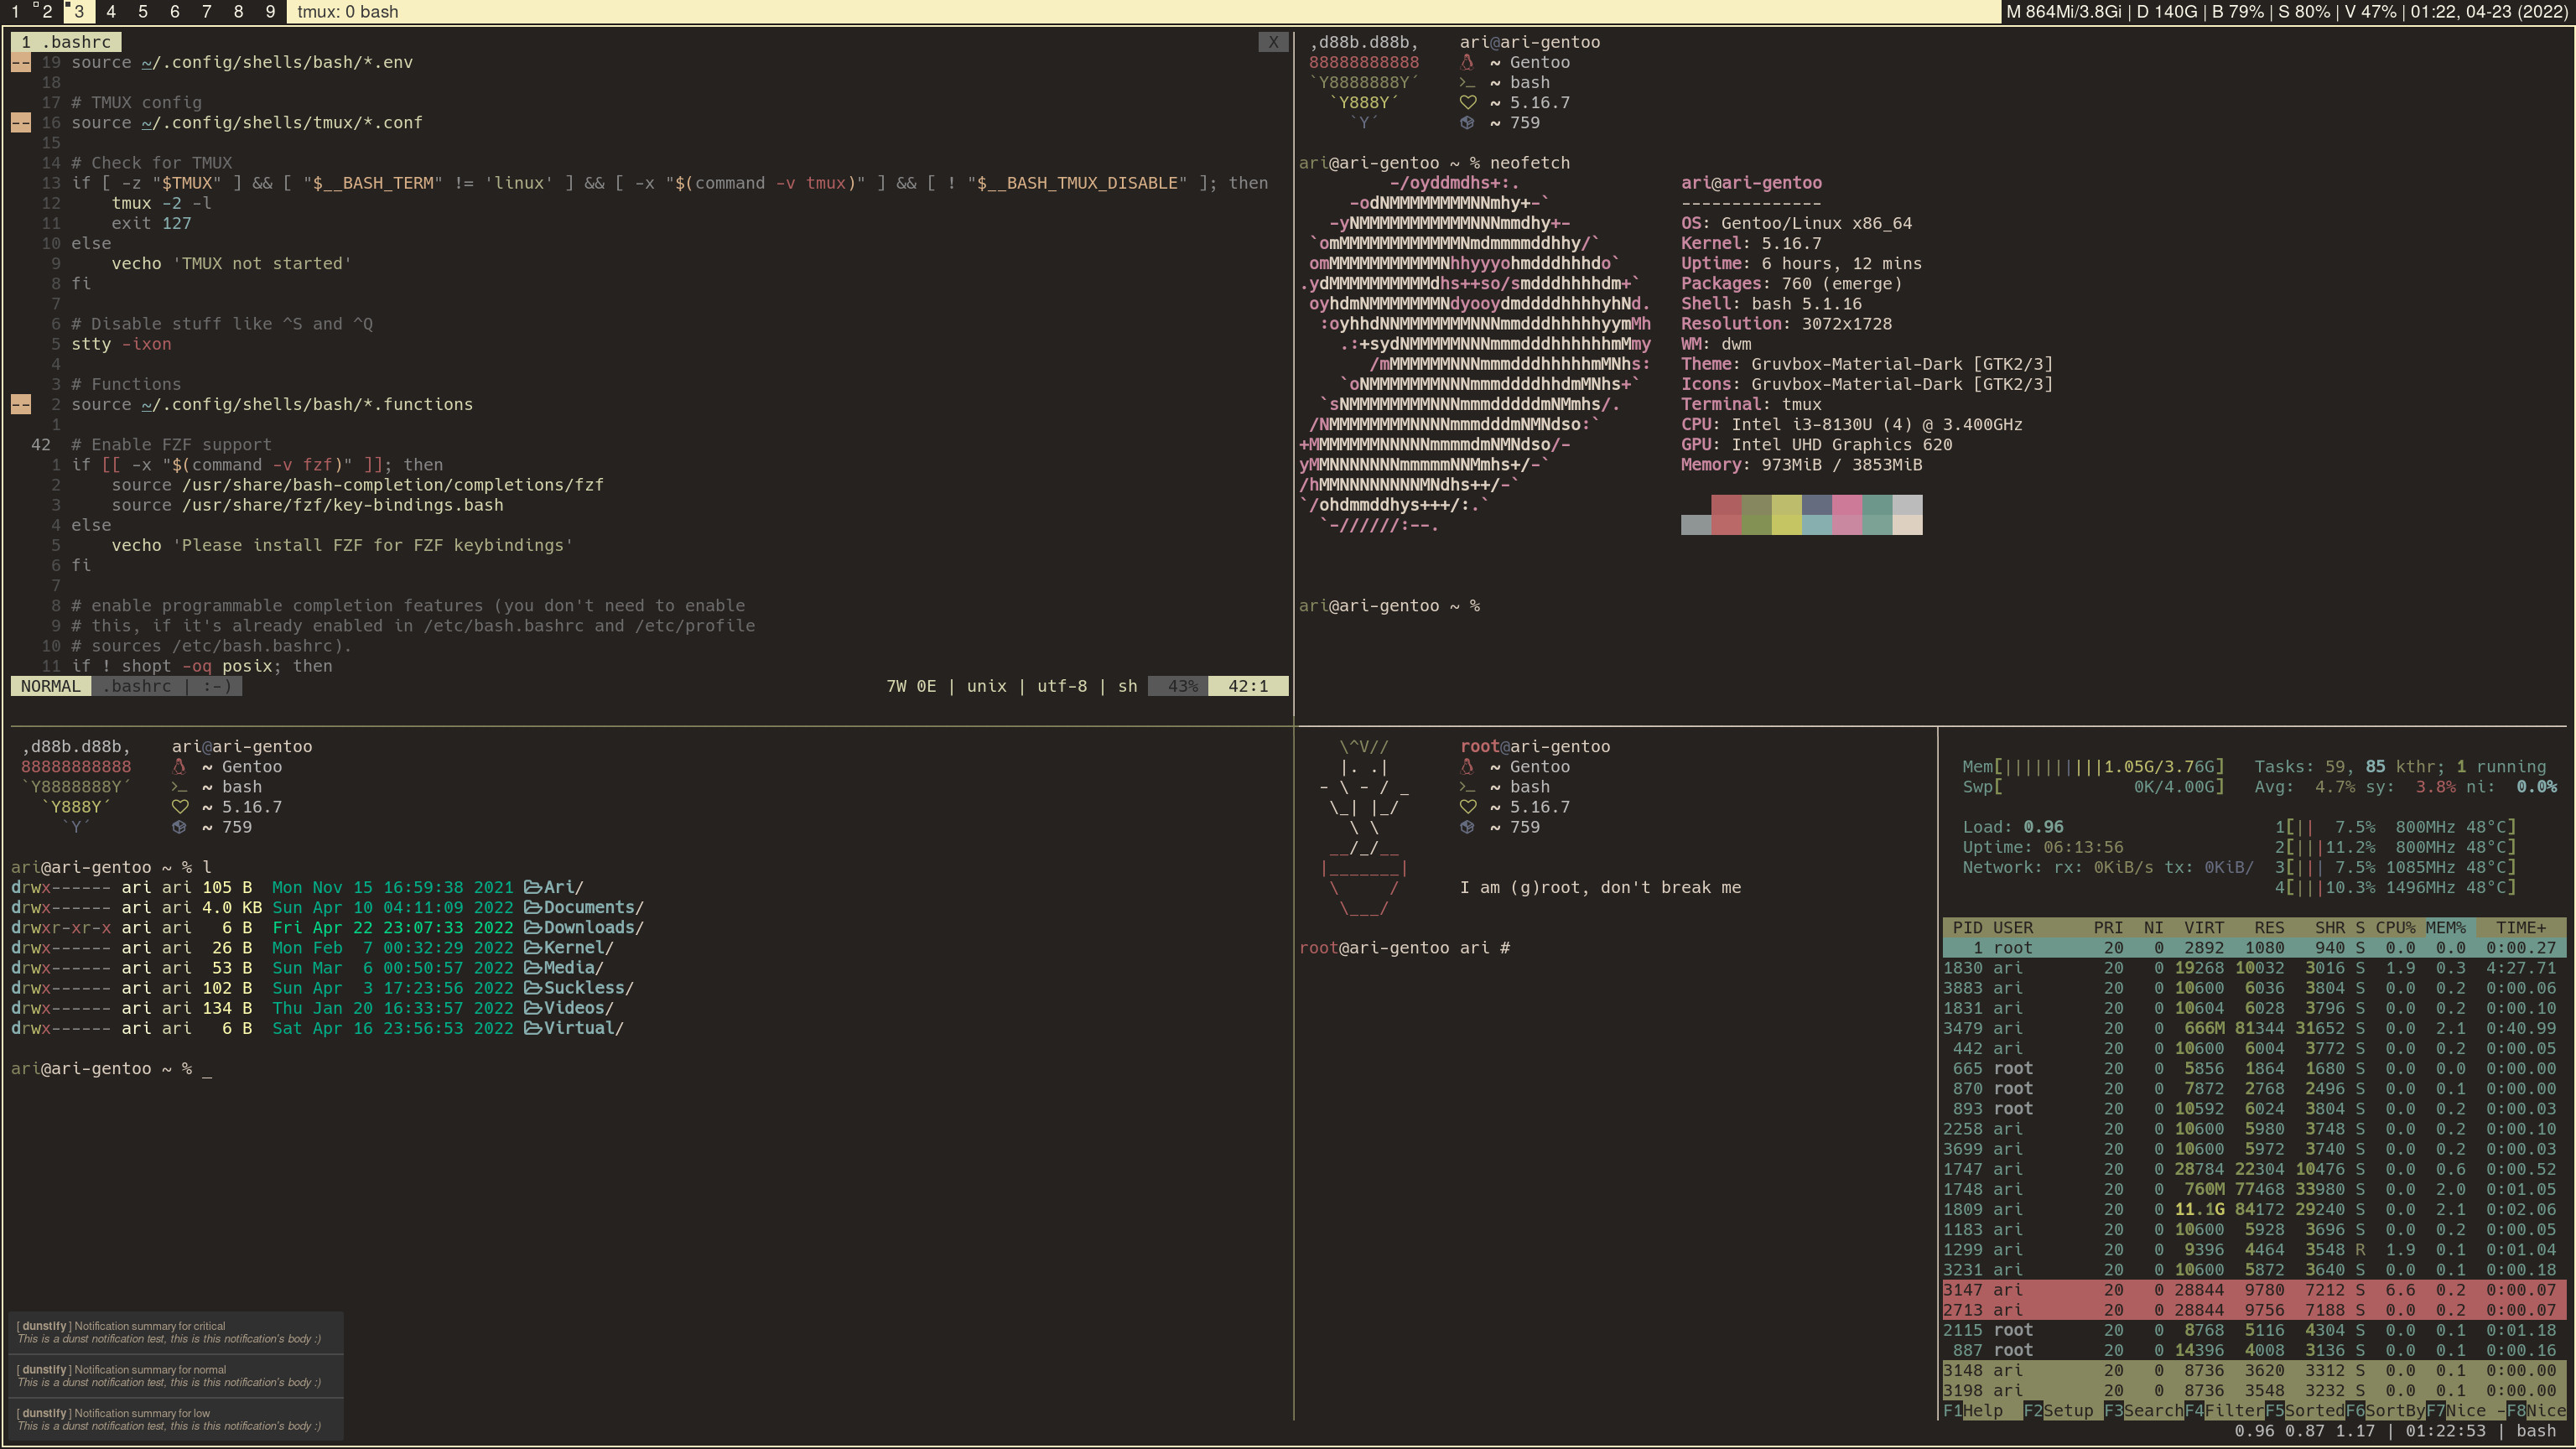 1 2 3 4 5 6 7 8 9 tmux: 0 bash
M 864Mi/3.8Gi | D 140G | B 79% | S 80% | V 47% | 01:22, 04-23 (2022)
1 .bashrc X
-- 19 source ~/.config/shells/bash/*.env
18
17 # TMUX config
-- 16 source ~/.config/shells/tmux/*.conf
15
14 # Check for TMUX
13 if [ -z "$TMUX" ] && [ "$__BASH_TERM" != 'linux' ] && [ -x "$(command -v tmux)" ] && [ ! "$__BASH_TMUX_DISABLE" ]; then
12     tmux -2 -l
11     exit 127
10 else
9     vecho 'TMUX not started'
8 fi
7
6 # Disable stuff like ^S and ^Q
5 stty -ixon
4
3 # Functions
-- 2 source ~/.config/shells/bash/*.functions
1
42 # Enable FZF support
1 if [[ -x "$(command -v fzf)" ]]; then
2     source /usr/share/bash-completion/completions/fzf
3     source /usr/share/fzf/key-bindings.bash
4 else
5     vecho 'Please install FZF for FZF keybindings'
6 fi
7
8 # enable programmable completion features (you don't need to enable
9 # this, if it's already enabled in /etc/bash.bashrc and /etc/profile
10 # sources /etc/bash.bashrc).
11 if ! shopt -oq posix; then
NORMAL .bashrc | :-) 7W 0E | unix | utf-8 | sh 43% 42:1
,d88b.d88b, ari@ari-gentoo
88888888888 ~ Gentoo
`Y8888888Y´ >_ ~ bash
`Y888Y´ ~ 5.16.7
`Y´ ~ 759
ari@ari-gentoo ~ % neofetch
-/oyddmdhs+:. ari@ari-gentoo
-odNMMMMMMMMNNmhy+-` --------------
-yNMMMMMMMMMMMNNNmmdhy+- OS: Gentoo/Linux x86_64
`omMMMMMMMMMMMMNmdmmmmddhhy/` Kernel: 5.16.7
omMMMMMMMMMMMNhhyyyohmdddhhhdo` Uptime: 6 hours, 12 mins
.ydMMMMMMMMMMdhs++so/smdddhhhhdm+` Packages: 760 (emerge)
oyhdmNMMMMMMMNdyooydmddddhhhhyhNd. Shell: bash 5.1.16
:oyhhdNNMMMMMMMNNNmmdddhhhhhyymMh Resolution: 3072x1728
.:+sydNMMMMMNNNmmmdddhhhhhhmMmy WM: dwm
/mMMMMMMNNNmmmdddhhhhhmMNhs: Theme: Gruvbox-Material-Dark [GTK2/3]
`oNMMMMMMMNNNmmmddddhhdmMNhs+` Icons: Gruvbox-Material-Dark [GTK2/3]
`sNMMMMMMMMNNNmmmdddddmNMmhs/. Terminal: tmux
/NMMMMMMMMNNNNmmmdddmNMNdso:` CPU: Intel i3-8130U (4) @ 3.400GHz
+MMMMMMMNNNNNmmmmdmNMNdso/- GPU: Intel UHD Graphics 620
yMMNNNNNNNmmmmmNNMmhs+/-` Memory: 973MiB / 3853MiB
/hMMNNNNNNNNMNdhs++/-`
`/ohdmmddhys+++/:.`
`-//////:--.
ari@ari-gentoo ~ %
,d88b.d88b, ari@ari-gentoo
88888888888 ~ Gentoo
`Y8888888Y´ >_ ~ bash
`Y888Y´ ~ 5.16.7
`Y´ ~ 759
ari@ari-gentoo ~ % l
drwx------ ari ari 105 B  Mon Nov 15 16:59:38 2021 Ari/
drwx------ ari ari 4.0 KB Sun Apr 10 04:11:09 2022 Documents/
drwxr-xr-x ari ari   6 B  Fri Apr 22 23:07:33 2022 Downloads/
drwx------ ari ari  26 B  Mon Feb  7 00:32:29 2022 Kernel/
drwx------ ari ari  53 B  Sun Mar  6 00:50:57 2022 Media/
drwx------ ari ari 102 B  Sun Apr  3 17:23:56 2022 Suckless/
drwx------ ari ari 134 B  Thu Jan 20 16:33:57 2022 Videos/
drwx------ ari ari   6 B  Sat Apr 16 23:56:53 2022 Virtual/
ari@ari-gentoo ~ % _
[ dunstify ] Notification summary for critical
This is a dunst notification test, this is this notification's body :)
[ dunstify ] Notification summary for normal
This is a dunst notification test, this is this notification's body :)
[ dunstify ] Notification summary for low
This is a dunst notification test, this is this notification's body :)
\^V// root@ari-gentoo
|. .| ~ Gentoo
- \ - / _ >_ ~ bash
\_| |_/ ~ 5.16.7
\ \ ~ 759
__/_/__
|_______|
\     / I am (g)root, don't break me
\___/
root@ari-gentoo ari #
Mem[||||||||||1.05G/3.76G] Tasks: 59, 85 kthr; 1 running
Swp[ 0K/4.00G] Avg: 4.7% sy: 3.8% ni: 0.0%
Load: 0.96 1[|| 7.5% 800MHz 48°C]
Uptime: 06:13:56 2[|||11.2% 800MHz 48°C]
Network: rx: 0KiB/s tx: 0KiB/ 3[||| 7.5% 1085MHz 48°C]
4[|||10.3% 1496MHz 48°C]
PID USER PRI NI VIRT RES SHR S CPU% MEM% TIME+
1 root 20 0 2892 1080 940 S 0.0 0.0 0:00.27
1830 ari 20 0 19268 10032 3016 S 1.9 0.3 4:27.71
3883 ari 20 0 10600 6036 3804 S 0.0 0.2 0:00.06
1831 ari 20 0 10604 6028 3796 S 0.0 0.2 0:00.10
3479 ari 20 0 666M 81344 31652 S 0.0 2.1 0:40.99
442 ari 20 0 10600 6004 3772 S 0.0 0.2 0:00.05
665 root 20 0 5856 1864 1680 S 0.0 0.0 0:00.00
870 root 20 0 7872 2768 2496 S 0.0 0.1 0:00.00
893 root 20 0 10592 6024 3804 S 0.0 0.2 0:00.03
2258 ari 20 0 10600 5980 3748 S 0.0 0.2 0:00.10
3699 ari 20 0 10600 5972 3740 S 0.0 0.2 0:00.03
1747 ari 20 0 28784 22304 10476 S 0.0 0.6 0:00.52
1748 ari 20 0 760M 77468 33980 S 0.0 2.0 0:01.05
1809 ari 20 0 11.1G 84172 29240 S 0.0 2.1 0:02.06
1183 ari 20 0 10600 5928 3696 S 0.0 0.2 0:00.05
1299 ari 20 0 9396 4464 3548 R 1.9 0.1 0:01.04
3231 ari 20 0 10600 5872 3640 S 0.0 0.1 0:00.18
3147 ari 20 0 28844 9780 7212 S 6.6 0.2 0:00.07
2713 ari 20 0 28844 9756 7188 S 0.0 0.2 0:00.07
2115 root 20 0 8768 5116 4304 S 0.0 0.1 0:01.18
887 root 20 0 14396 4008 3136 S 0.0 0.1 0:00.16
3148 ari 20 0 8736 3620 3312 S 0.0 0.1 0:00.00
3198 ari 20 0 8736 3548 3232 S 0.0 0.1 0:00.00
F1Help  F2Setup F3SearchF4FilterF5SortedF6SortByF7Nice -F8Nice
0.96 0.87 1.17 | 01:22:53 | bash